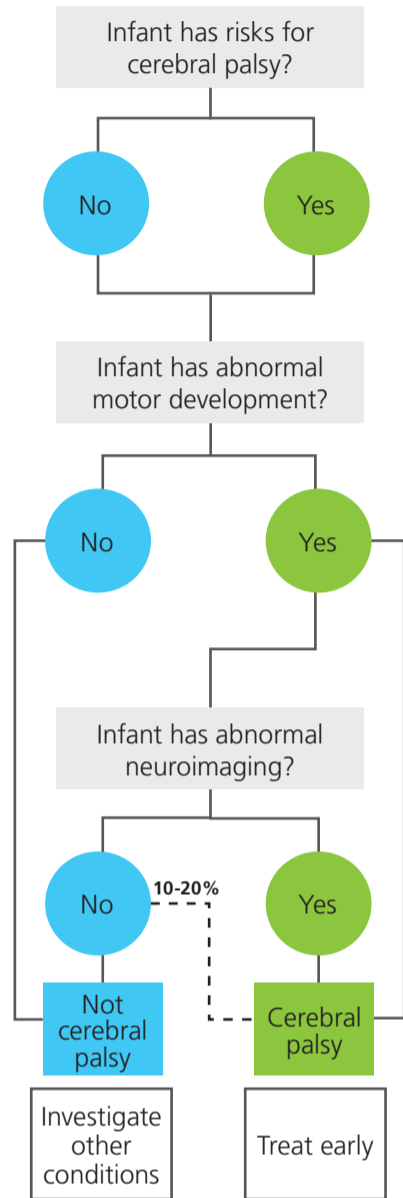 Infant has risks for
cerebral palsy?
No
Yes
Infant has abnormal
motor development?
No
Yes
Infant has abnormal
neuroimaging?
No
10-20%
Yes
Not
cerebral
palsy
Cerebral
palsy
Investigate
other
conditions
Treat early